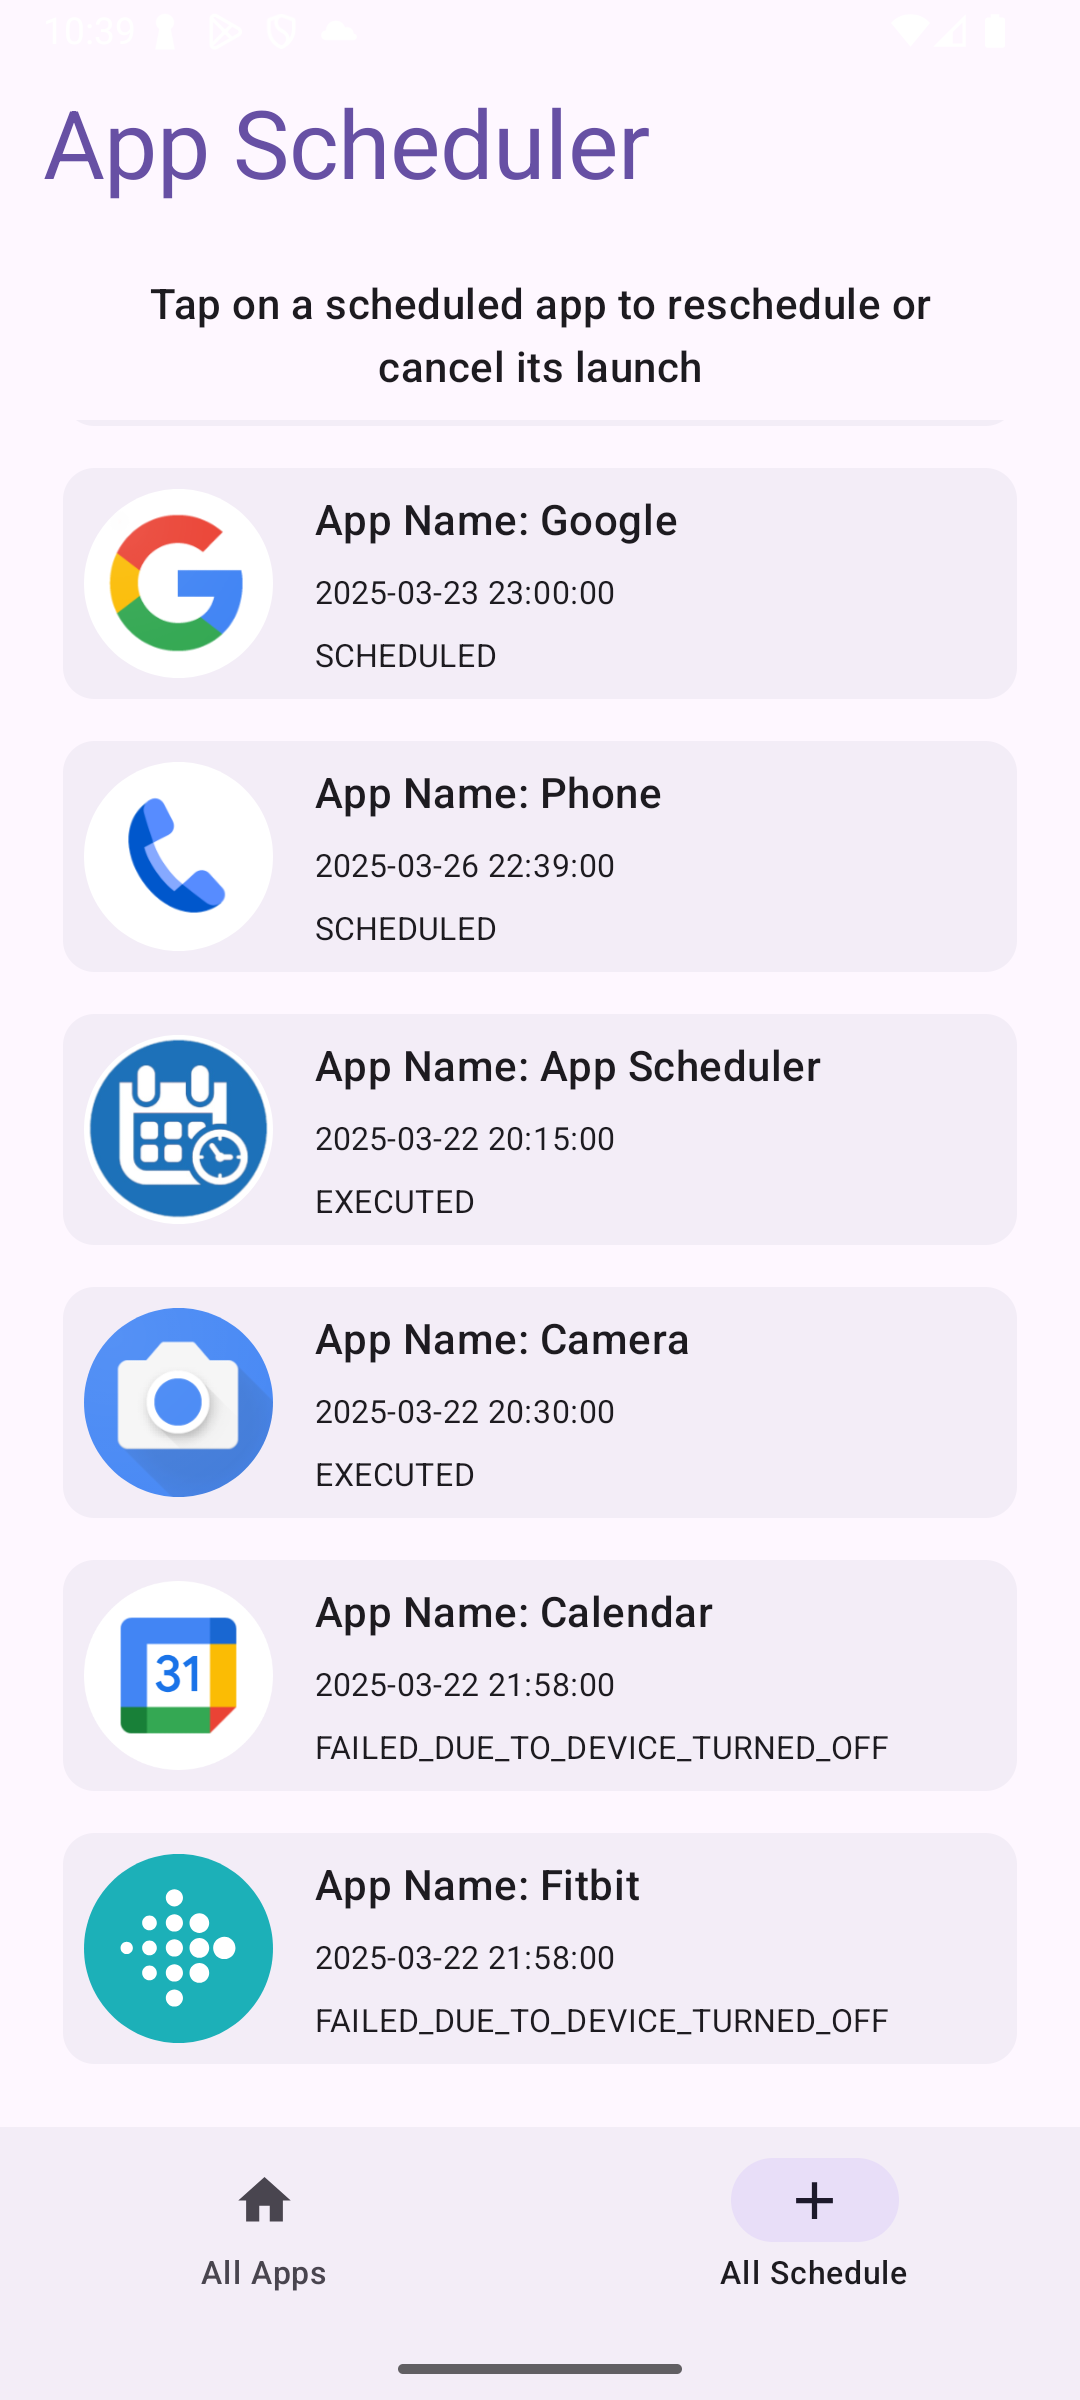 10:39
App Scheduler
Tap on a scheduled app to reschedule or
cancel its launch
App Name: Google
2025-03-23 23:00:00
SCHEDULED
App Name: Phone
2025-03-26 22:39:00
SCHEDULED
App Name: App Scheduler
2025-03-22 20:15:00
EXECUTED
App Name: Camera
2025-03-22 20:30:00
EXECUTED
31
App Name: Calendar
2025-03-22 21:58:00
FAILED_DUE_TO_DEVICE_TURNED_OFF
App Name: Fitbit
2025-03-22 21:58:00
FAILED_DUE_TO_DEVICE_TURNED_OFF
All Apps
All Schedule